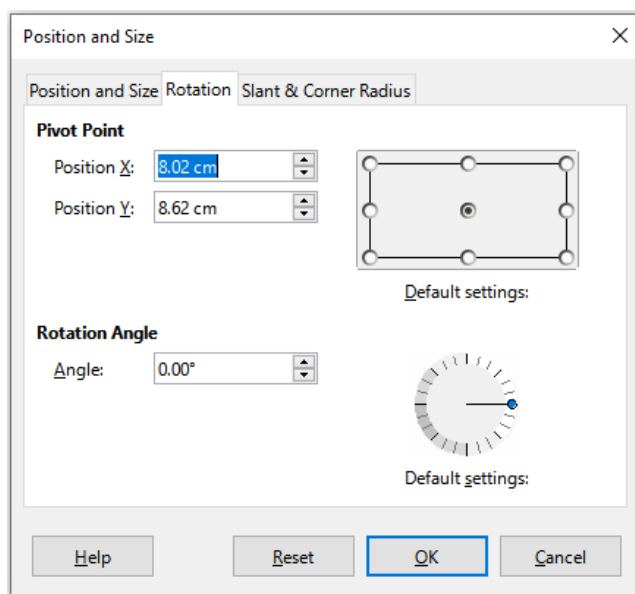 Position and Size
Position and Size Rotation Slant & Corner Radius
Pivot Point
Position X: 8.02 cm
Position Y: 8.62 cm
Default settings:
Rotation Angle
Angle: 0.00°
Default settings:
Help Reset OK Cancel